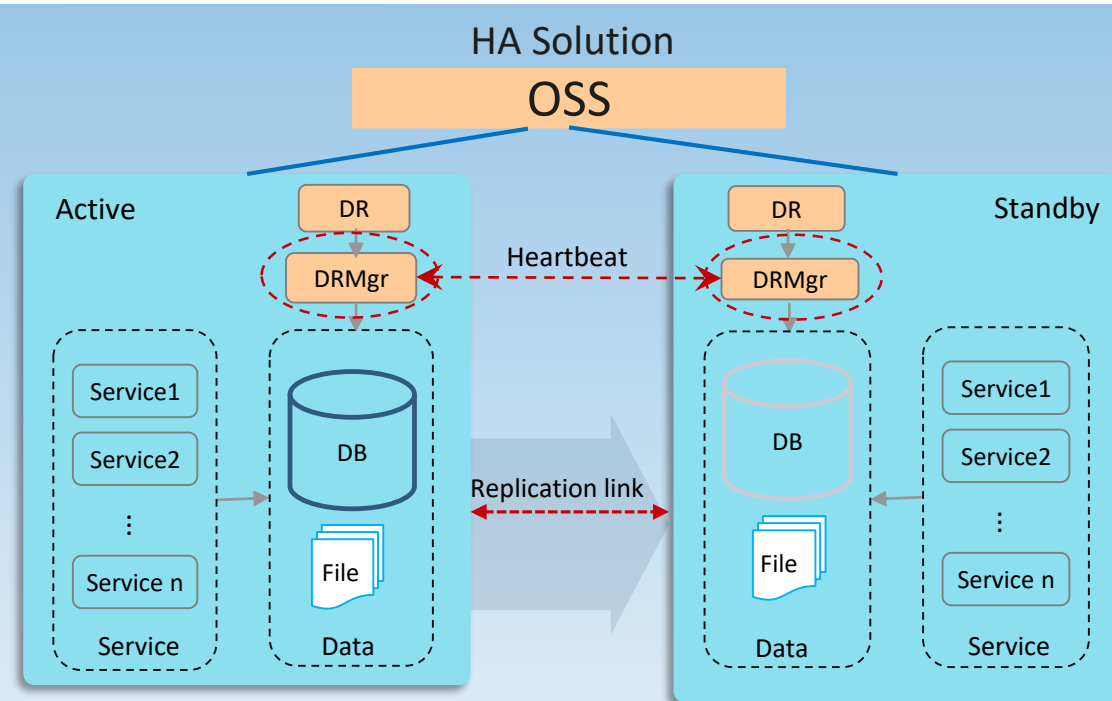 HA Solution
OSS
Active
DR
DRMgr
Service1
Service2
⋮
Service n
Service
DB
File
Data
Heartbeat
Replication link
Standby
DR
DRMgr
DB
File
Data
Service1
Service2
⋮
Service n
Service